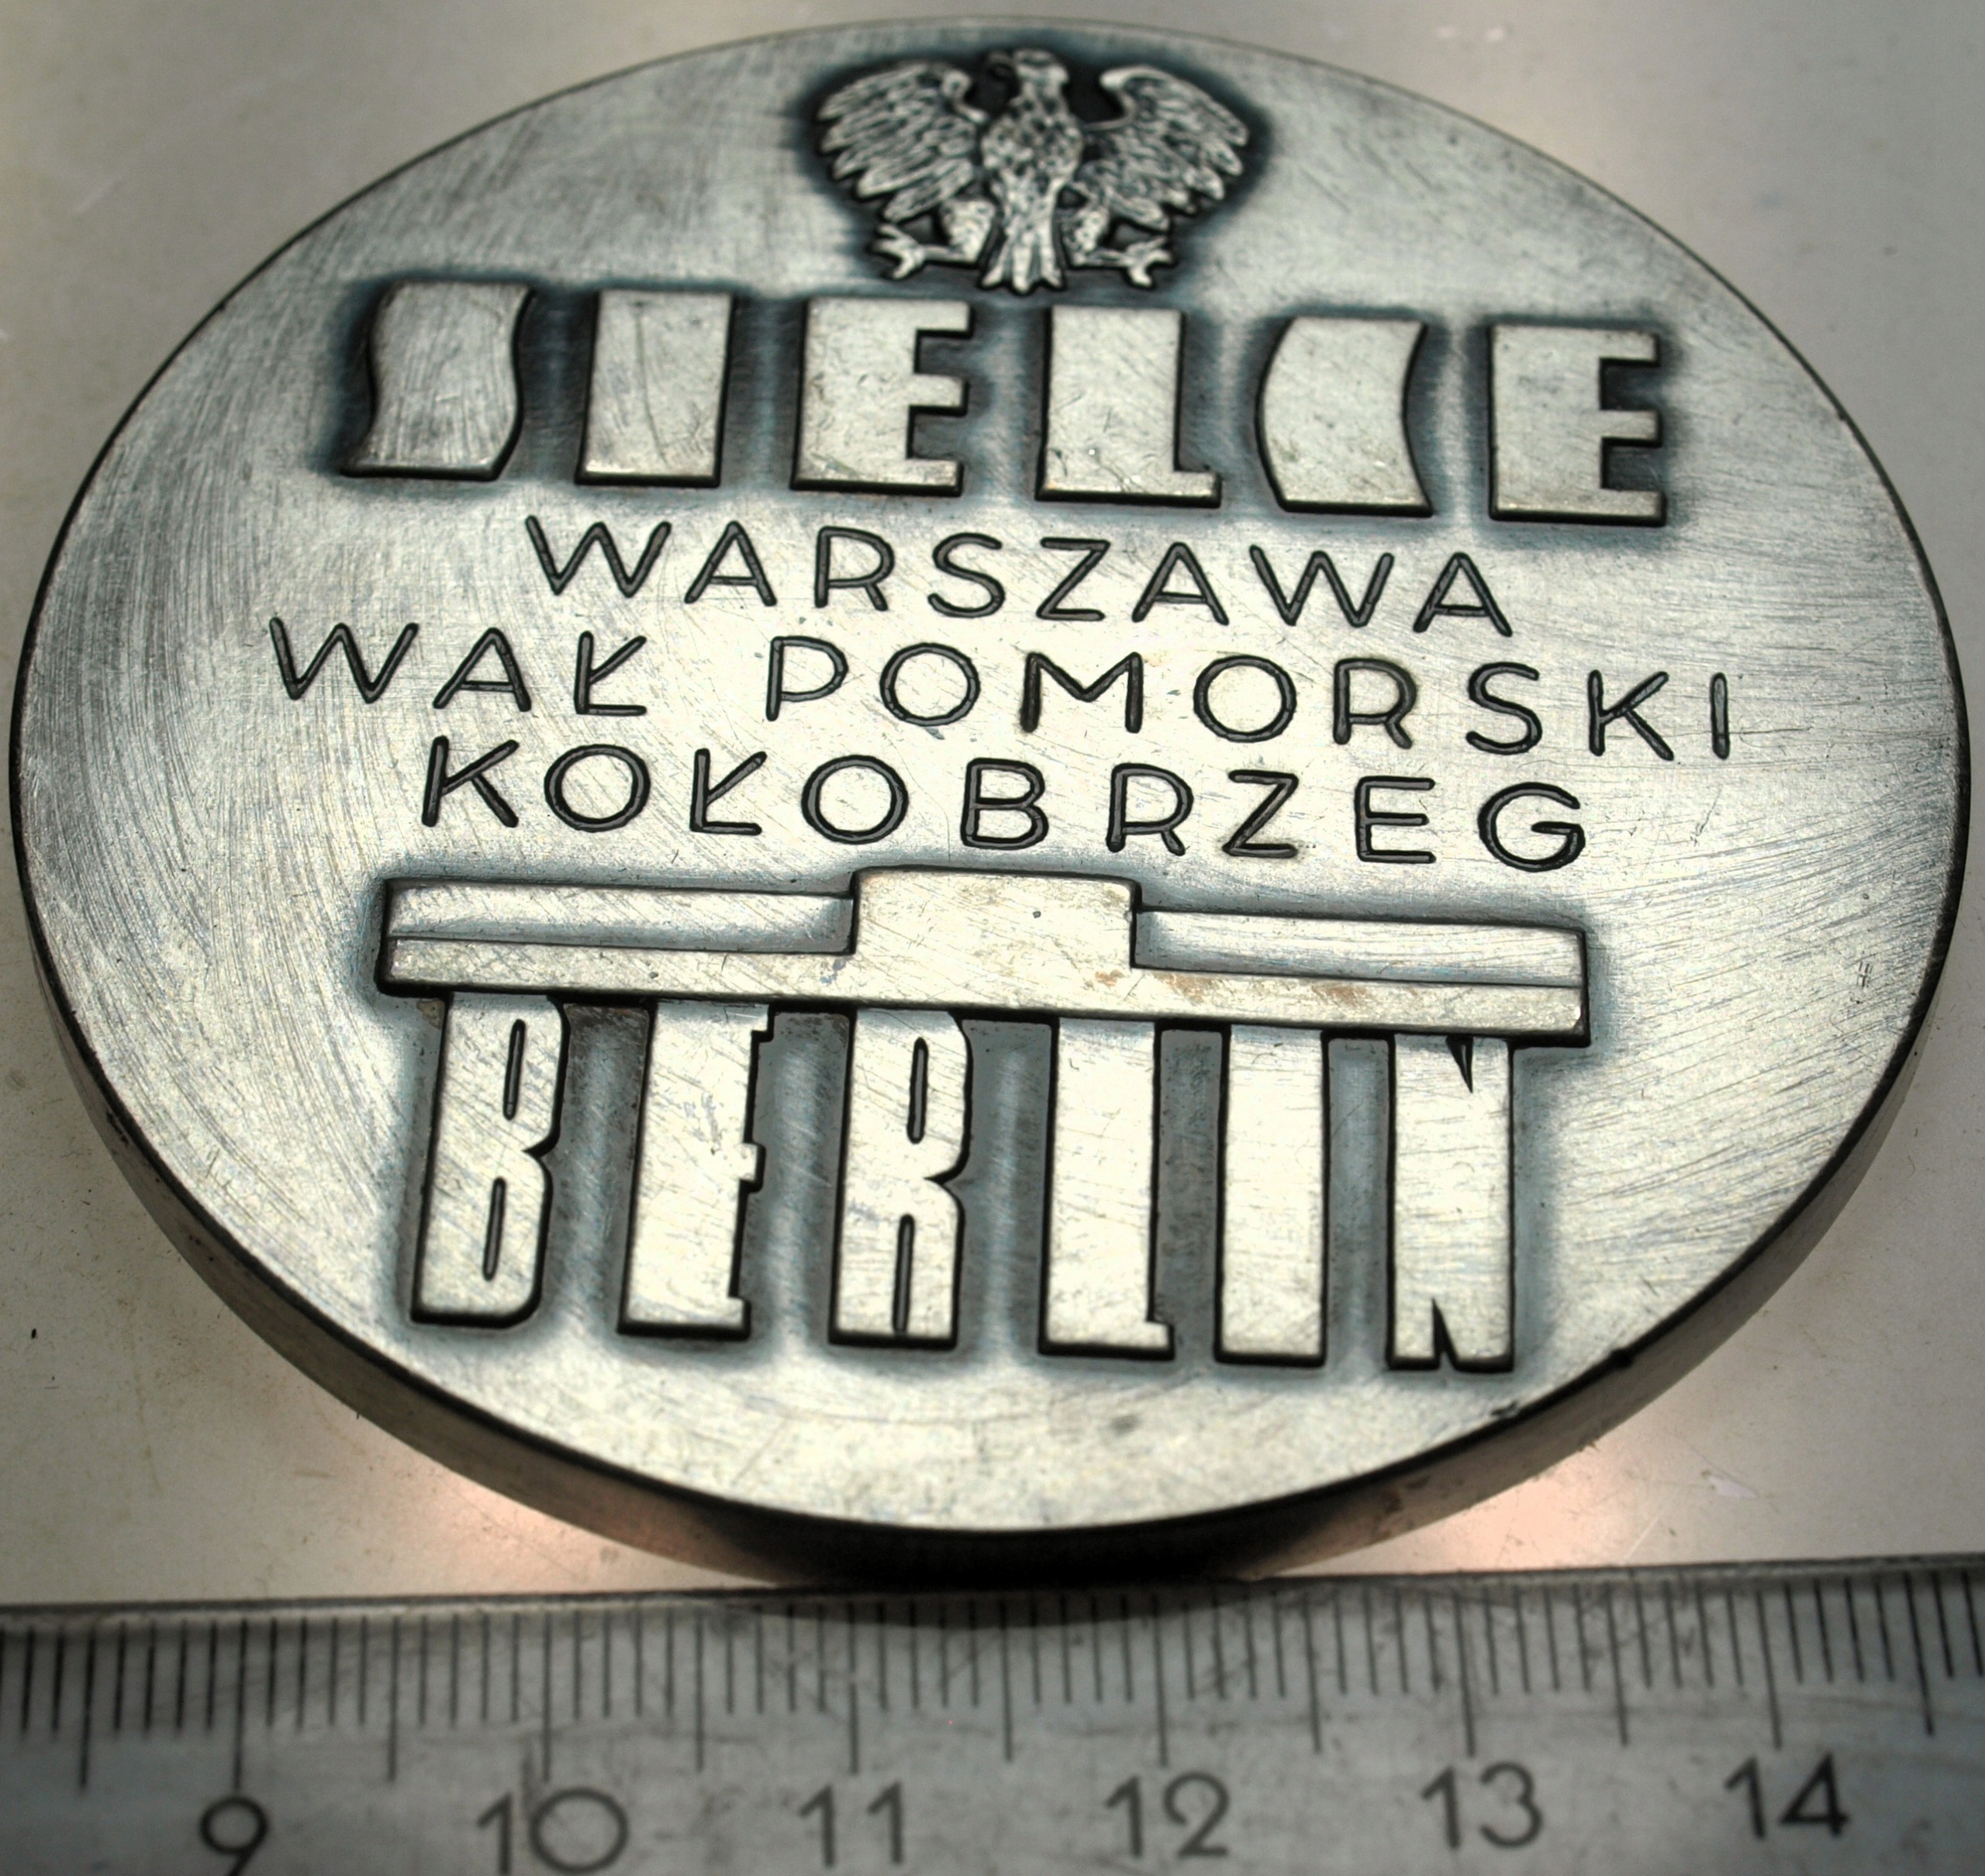 SIELCE
WARSZAWA
WAŁ POMORSKI
KOŁOBRZEG
BERLIN
9 10 11 12 13 14